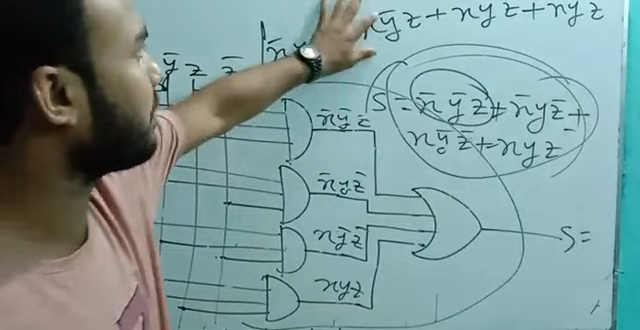 x̄ȳz + xyz + xyz
ȳ z z̄
S = x̄ȳz + x̄yz̄ +
xȳz̄ + xyz
x̄ȳz
x̄yz̄
xȳz̄
xyz
S =